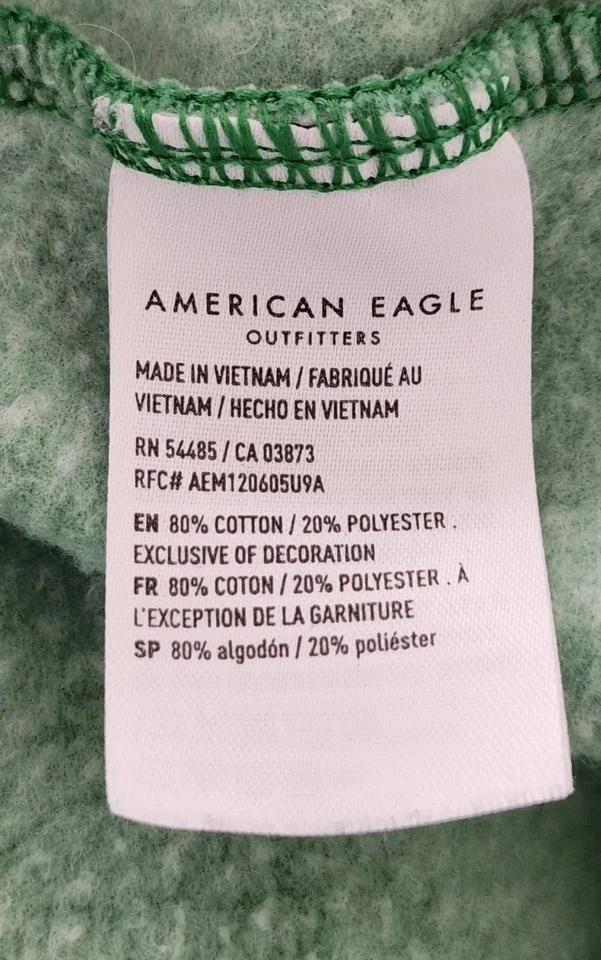 AMERICAN EAGLE
OUTFITTERS
MADE IN VIETNAM / FABRIQUÉ AU
VIETNAM / HECHO EN VIETNAM
RN 54485 / CA 03873
RFC# AEM120605U9A
EN 80% COTTON / 20% POLYESTER .
EXCLUSIVE OF DECORATION
FR 80% COTON / 20% POLYESTER . À
L'EXCEPTION DE LA GARNITURE
SP 80% algodón / 20% poliéster